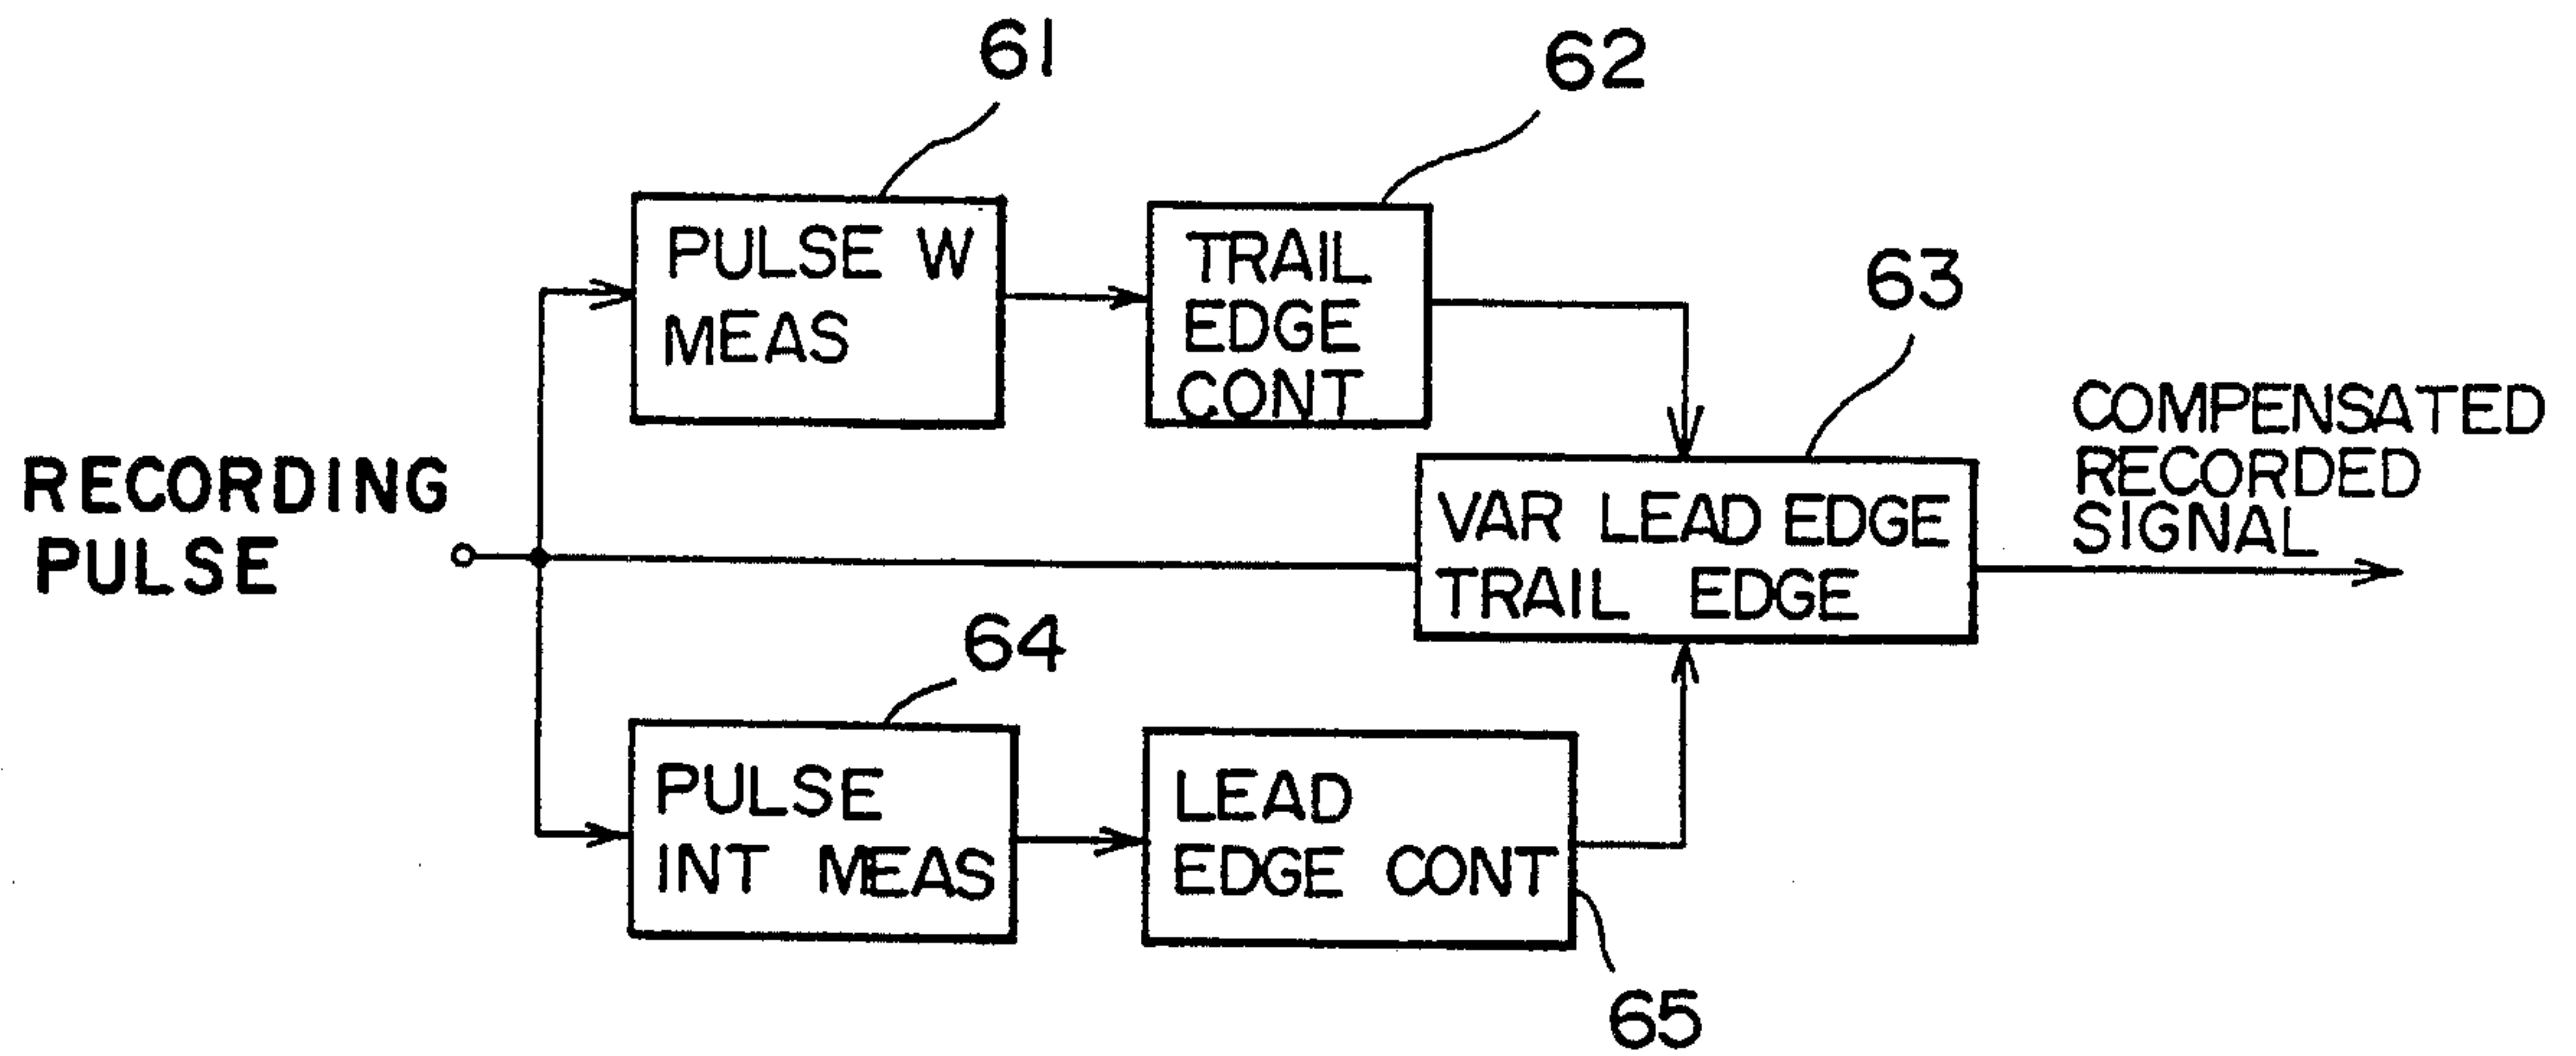 61
62
PULSE W
MEAS
TRAIL
EDGE
CONT
63
RECORDING
PULSE
VAR LEAD EDGE
TRAIL EDGE
COMPENSATED
RECORDED
SIGNAL
64
PULSE
INT MEAS
LEAD
EDGE CONT
65